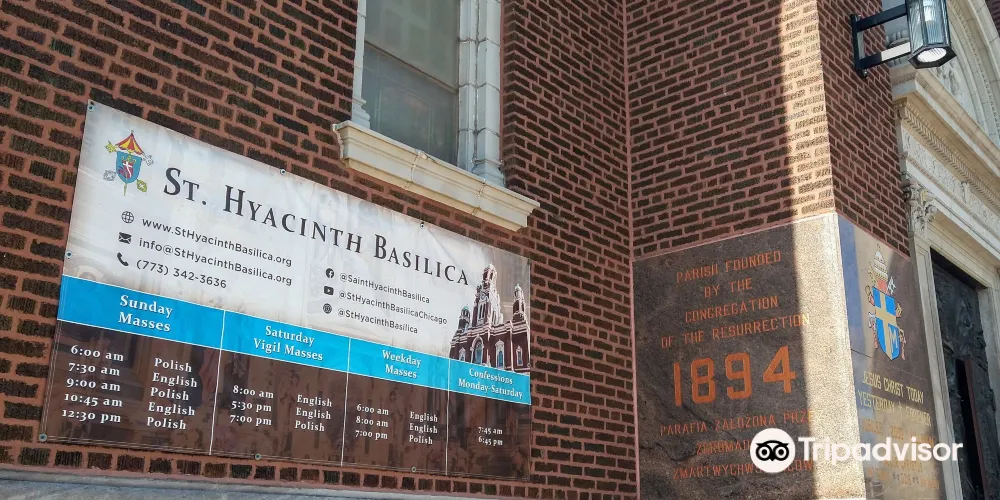 St. Hyacinth Basilica
www.StHyacinthBasilica.org
info@StHyacinthBasilica.org
(773) 342-3636
@SaintHyacinthBasilica
@StHyacinthBasilicaChicago
@StHyacinthBasilica
Sunday
Masses
6:00 am Polish
7:30 am English
9:00 am Polish
10:45 am English
12:30 pm Polish
Saturday
Vigil Masses
8:00 am English
5:30 pm English
7:00 pm Polish
Weekday
Masses
6:00 am English
8:00 am English
7:00 pm Polish
Confessions
Monday-Saturday
7:45 am
6:45 pm
PARISH FOUNDED
BY THE
CONGREGATION
OF THE RESURRECTION
1894
PARAFIA ZAŁOŻONA PRZEZ
JESUS CHRIST TODAY
Tripadvisor